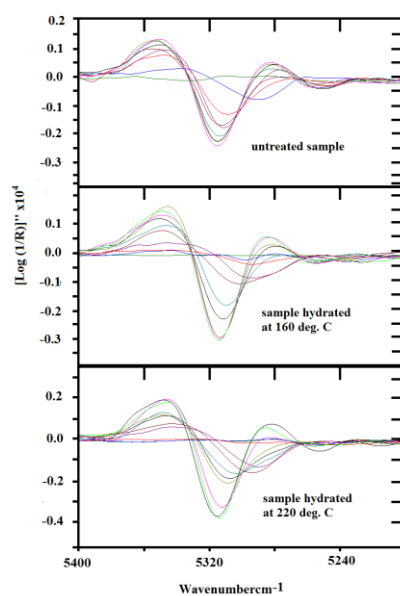 0.2
0.1
0.0
-0.1
-0.2
-0.3
untreated sample
0.1
0.0
-0.1
-0.2
-0.3
sample hydrated
at 160 deg. C
[Log (1/R)]" x10⁴
0.2
0.0
-0.2
-0.4
sample hydrated
at 220 deg. C
5400 5320 5240
Wavenumbercm-1